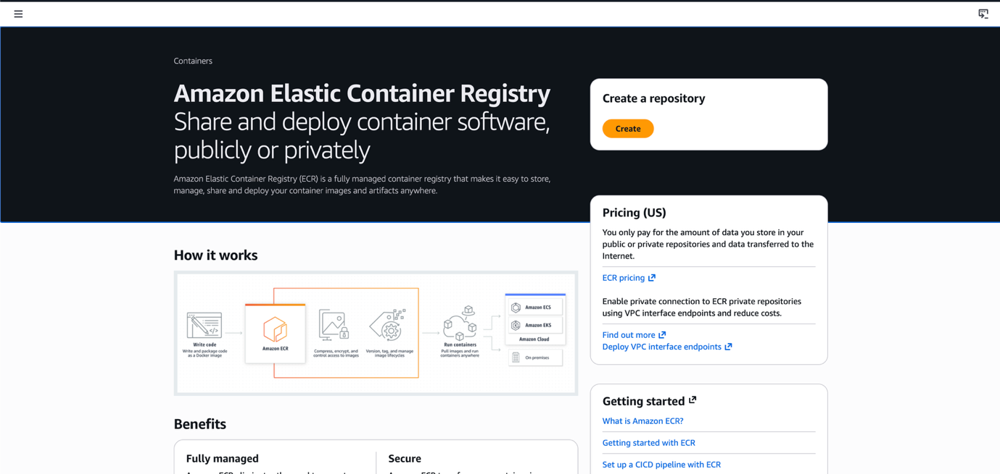 Containers
Amazon Elastic Container Registry
Share and deploy container software,
publicly or privately
Amazon Elastic Container Registry (ECR) is a fully managed container registry that makes it easy to store,
manage, share and deploy your container images and artifacts anywhere.
Create a repository
Create
Pricing (US)
You only pay for the amount of data you store in your
public or private repositories and data transferred to the
Internet.
ECR pricing
Enable private connection to ECR private repositories
using VPC interface endpoints and reduce costs.
Find out more
Deploy VPC interface endpoints
How it works
Write code
Write and package code
as a Docker image
Amazon ECR
Compress, encrypt, and
control access to images
Version, tag, and manage
image lifecycles
Run containers
Pull images and run
containers anywhere
Amazon ECS
Amazon EKS
Amazon Cloud
On premises
Getting started
What is Amazon ECR?
Getting started with ECR
Set up a CICD pipeline with ECR
Benefits
Fully managed
Secure